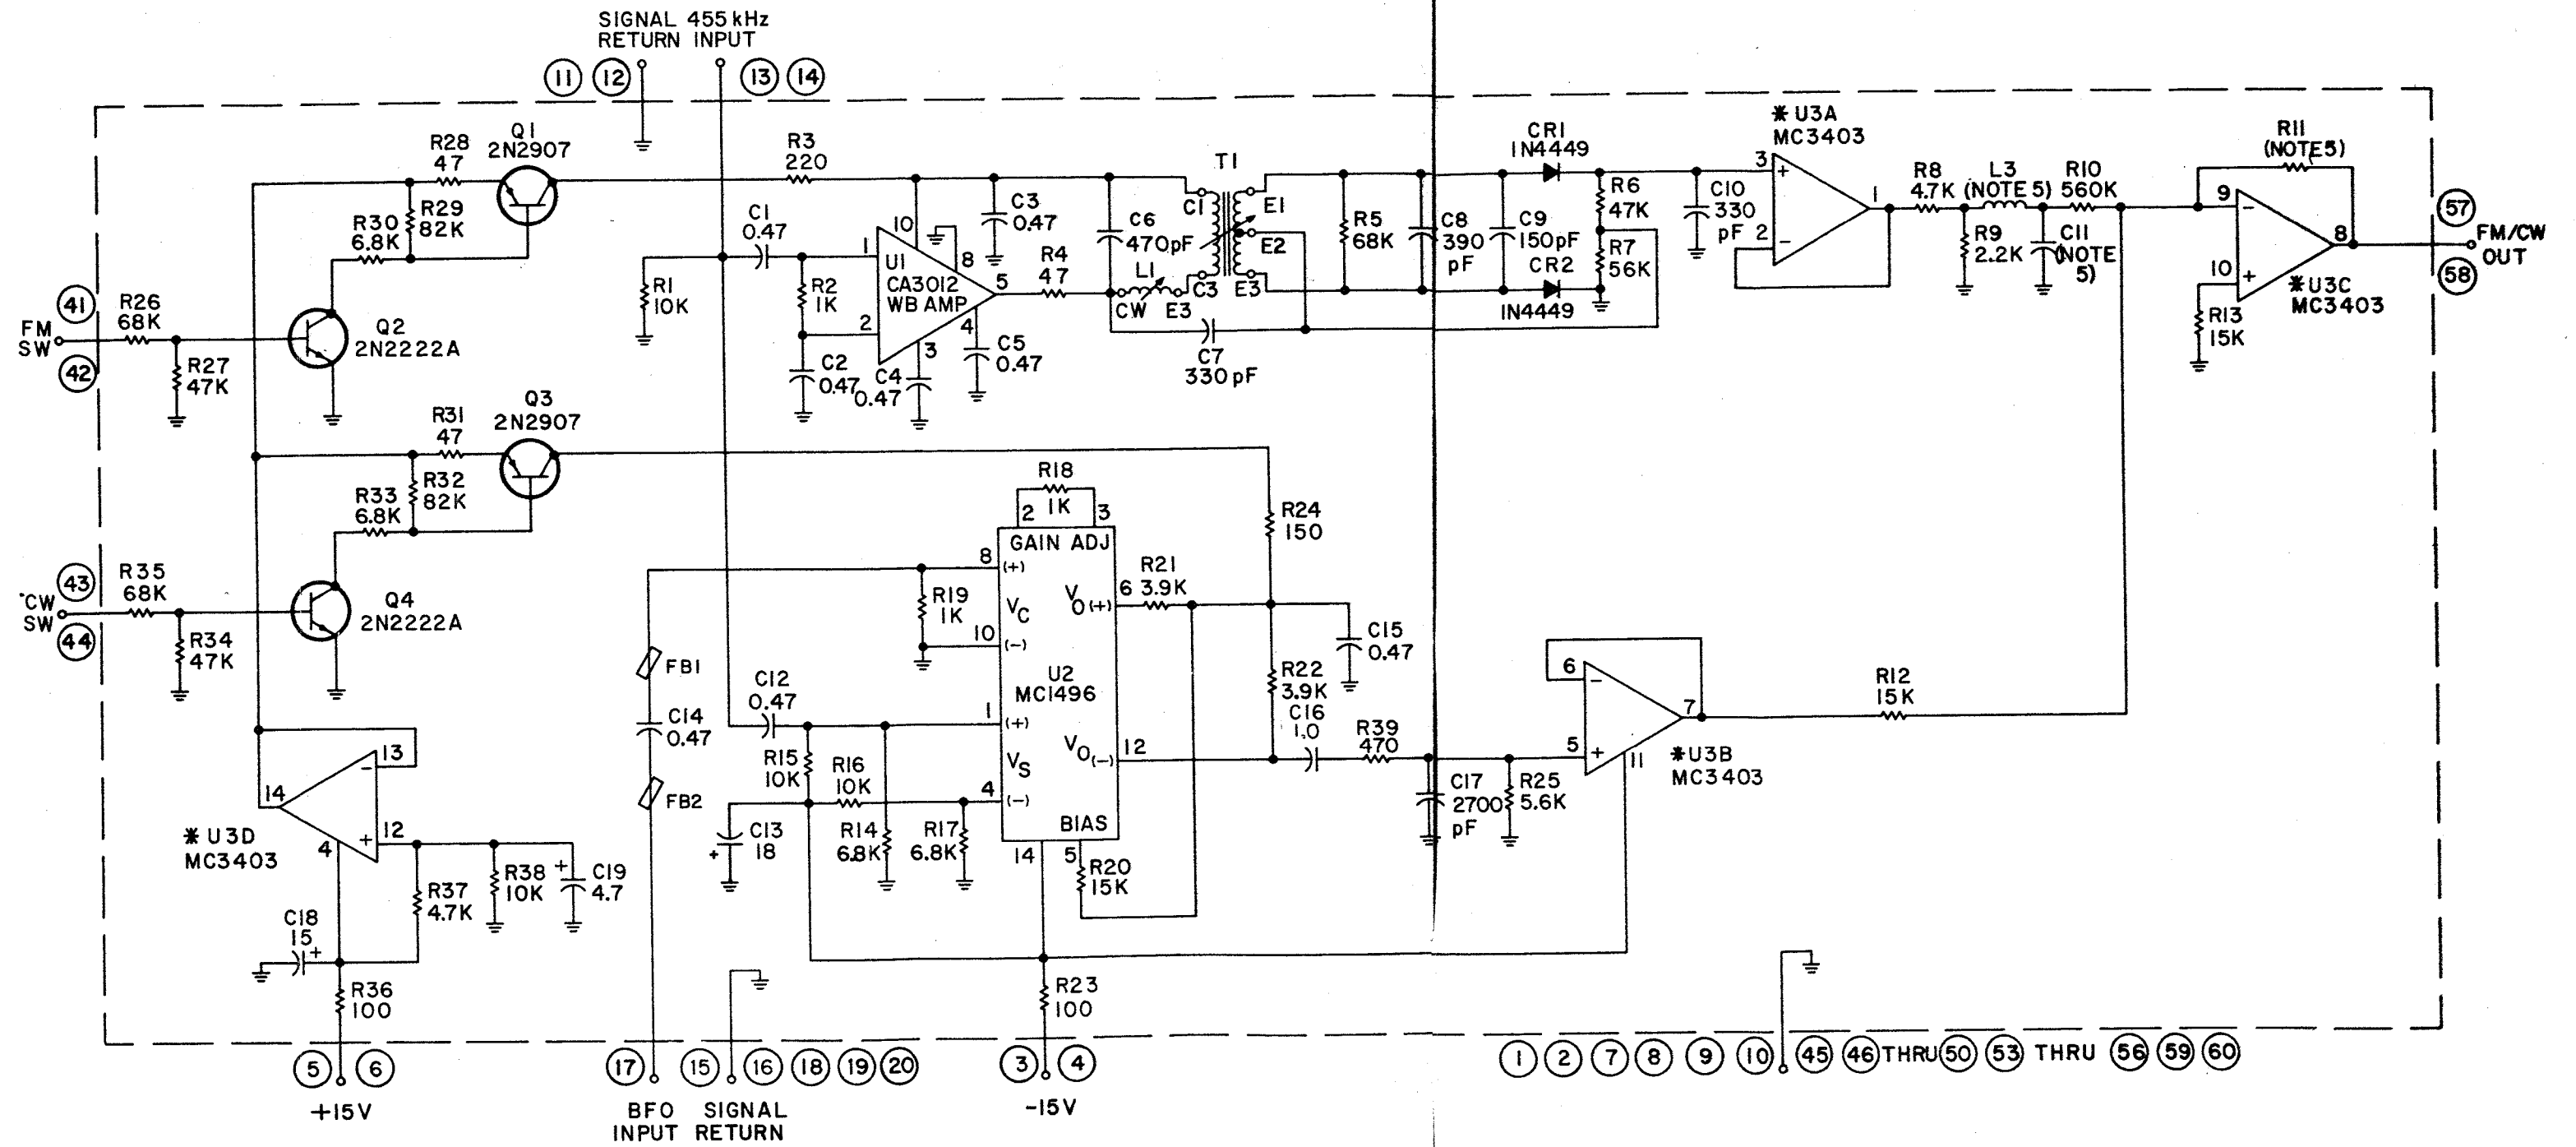 SIGNAL 455 kHz
RETURN INPUT
11 12 13 14
Q1
2N2907
R28
47
R3
220
* U3A
MC3403
CR1
1N4449
T1
R11
(NOTE 5)
R30
6.8K
R29
82K
C1
0.47
10
8
C3
0.47
C6
470pF
C1
E1
E2
C3
E3
R5
68K
C8
390
pF
C9
150pF
CR2
1N4449
R6
47K
R7
56K
C10
330
pF
3
+
2
-
1
R8
4.7K
L3
(NOTE 5)
R10
560K
R9
2.2K
C11
(NOTE
5)
9
-
10
+
8
* U3C
MC3403
R13
15K
57
FM/CW
OUT
58
R1
10K
R2
1K
1
U1
CA3012
WB AMP
2
5
4
3
R4
47
L1
CW E3
C2
0.47
C4
0.47
C5
0.47
C7
330pF
41
FM
SW
42
R26
68K
R27
47K
Q2
2N2222A
Q3
2N2907
R31
47
R33
6.8K
R32
82K
R18
1K
2 3
GAIN ADJ
R24
150
43
CW
SW
44
R35
68K
R34
47K
Q4
2N2222A
8
(+)
R19
1K
VC
10
(-)
U2
MC1496
VO(+)
6
R21
3.9K
C15
0.47
R22
3.9K
FB1
C14
0.47
FB2
C12
0.47
1
(+)
R15
10K
R16
10K
VS
4
(-)
VO(-)
12
C16
1.0
R39
470
6
-
5
+
7
11
* U3B
MC3403
R12
15K
C17
2700
pF
R25
5.6K
C13
18
+
R14
6.8K
R17
6.8K
BIAS
14
5
R20
15K
14
13
-
12
+
4
* U3D
MC3403
R37
4.7K
R38
10K
+
C19
4.7
C18
15
+
R36
100
R23
100
5 6
+15V
17
BFO
INPUT
15 16 18 19 20
SIGNAL
RETURN
3 4
-15V
1 2 7 8 9 10 45 46 THRU 50 53 THRU 56 59 60